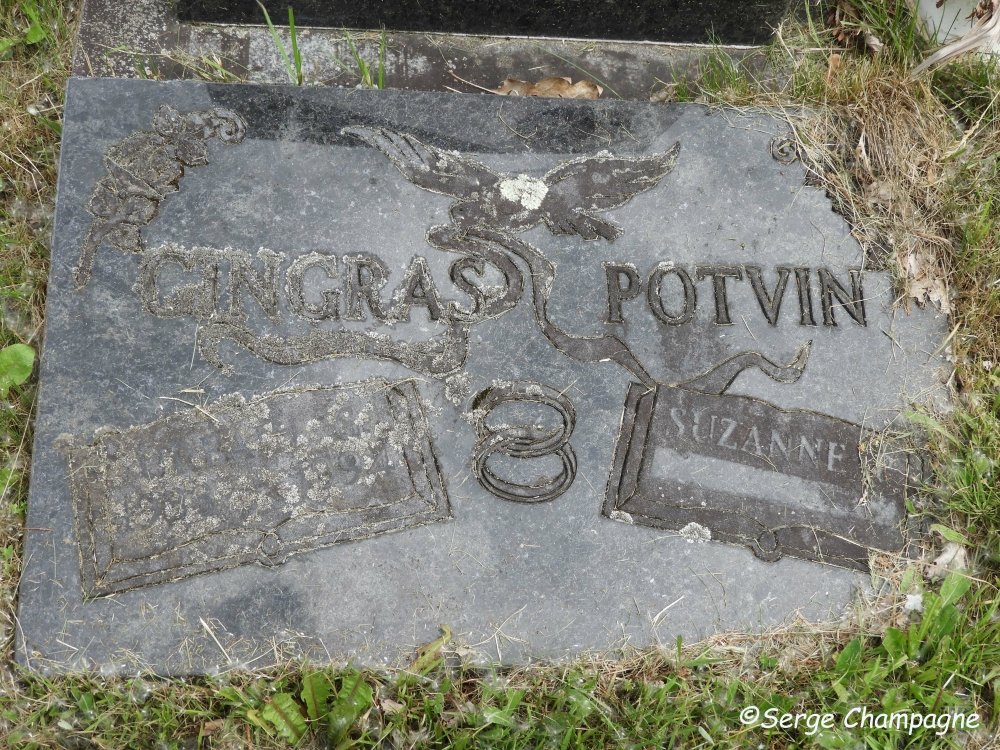 GINGRAS
POTVIN
SUZANNE
©Serge Champagne